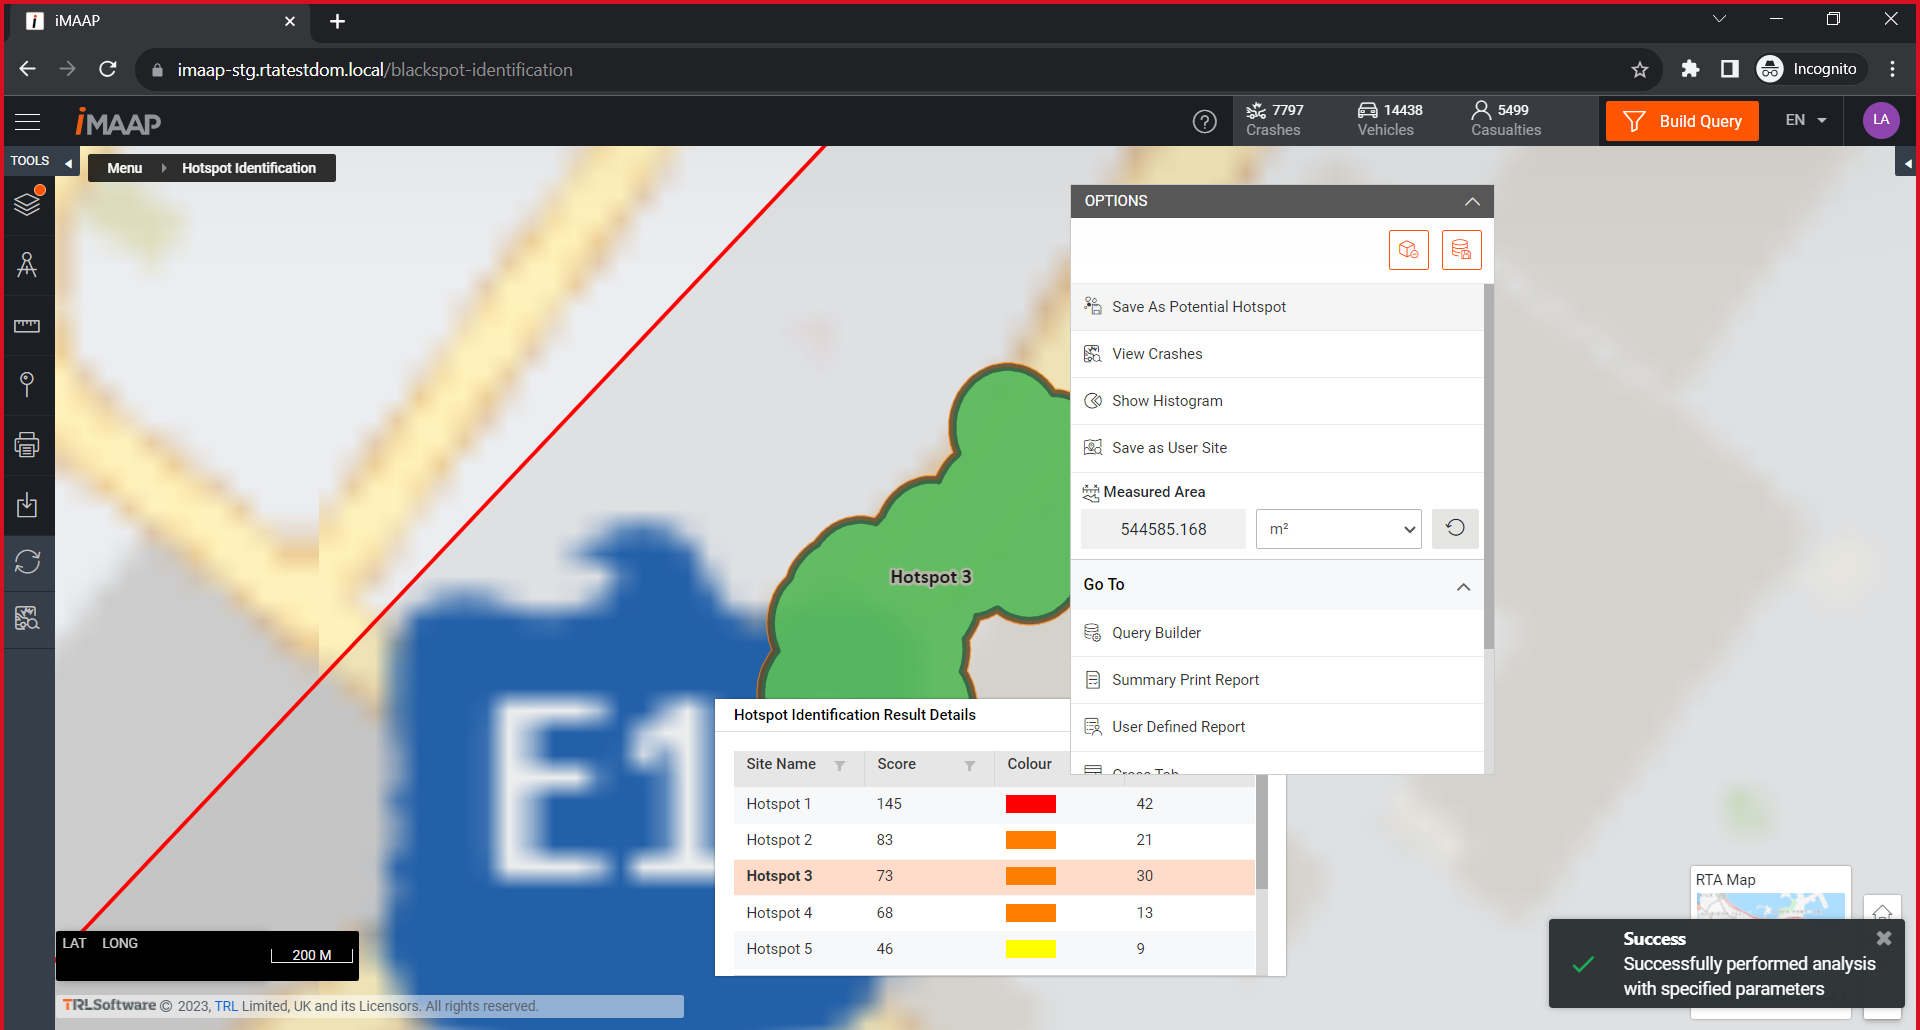 iMAAP
imaap-stg.rtatestdom.local/blackspot-identification
Incognito
iMAAP
7797
Crashes
14438
Vehicles
5499
Casualties
Build Query
EN
LA
TOOLS
Menu
Hotspot Identification
OPTIONS
Save As Potential Hotspot
View Crashes
Show Histogram
Save as User Site
Measured Area
544585.168
m²
Go To
Query Builder
Summary Print Report
User Defined Report
Cross Tab
Hotspot 3
E1
Hotspot Identification Result Details
Site Name Score Colour
Hotspot 1 145 42
Hotspot 2 83 21
Hotspot 3 73 30
Hotspot 4 68 13
Hotspot 5 46 9
RTA Map
Success
Successfully performed analysis
with specified parameters
LAT LONG
200 M
TRLSoftware © 2023, TRL Limited, UK and its Licensors. All rights reserved.